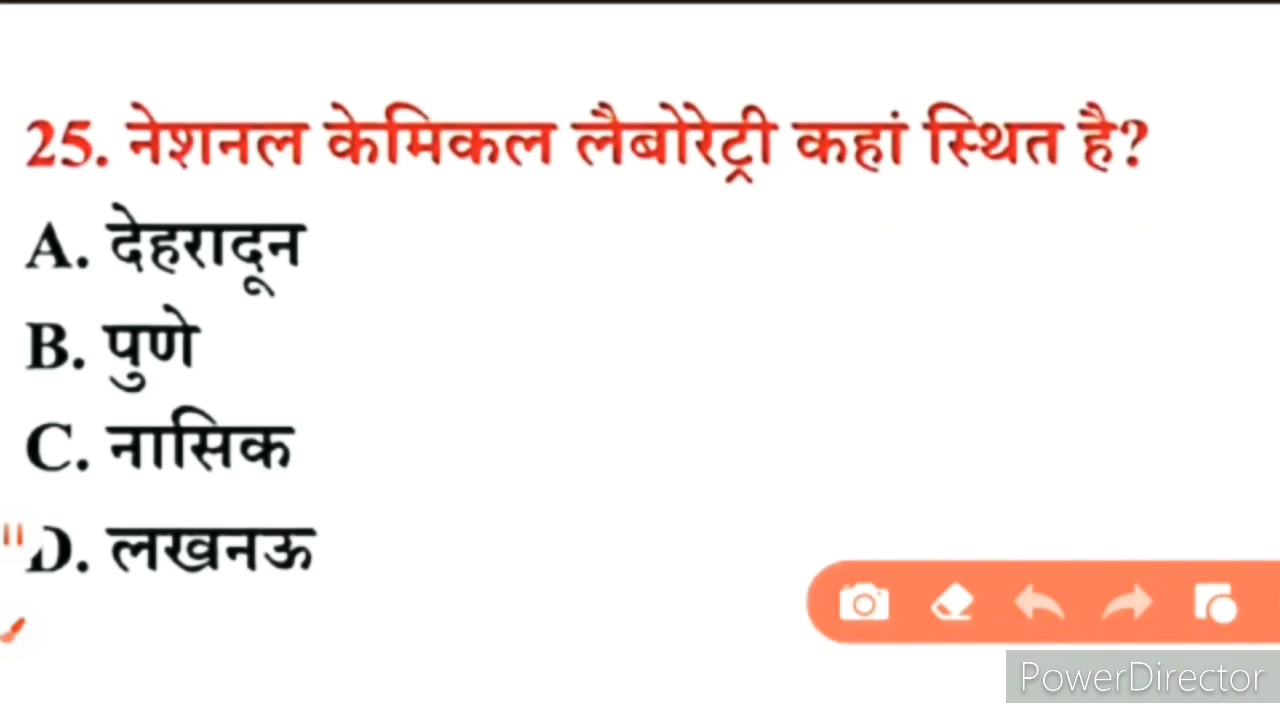 25. नेशनल केमिकल लैबोरेट्री कहां स्थित है?
A. देहरादून
B. पुणे
C. नासिक
D. लखनऊ
PowerDirector